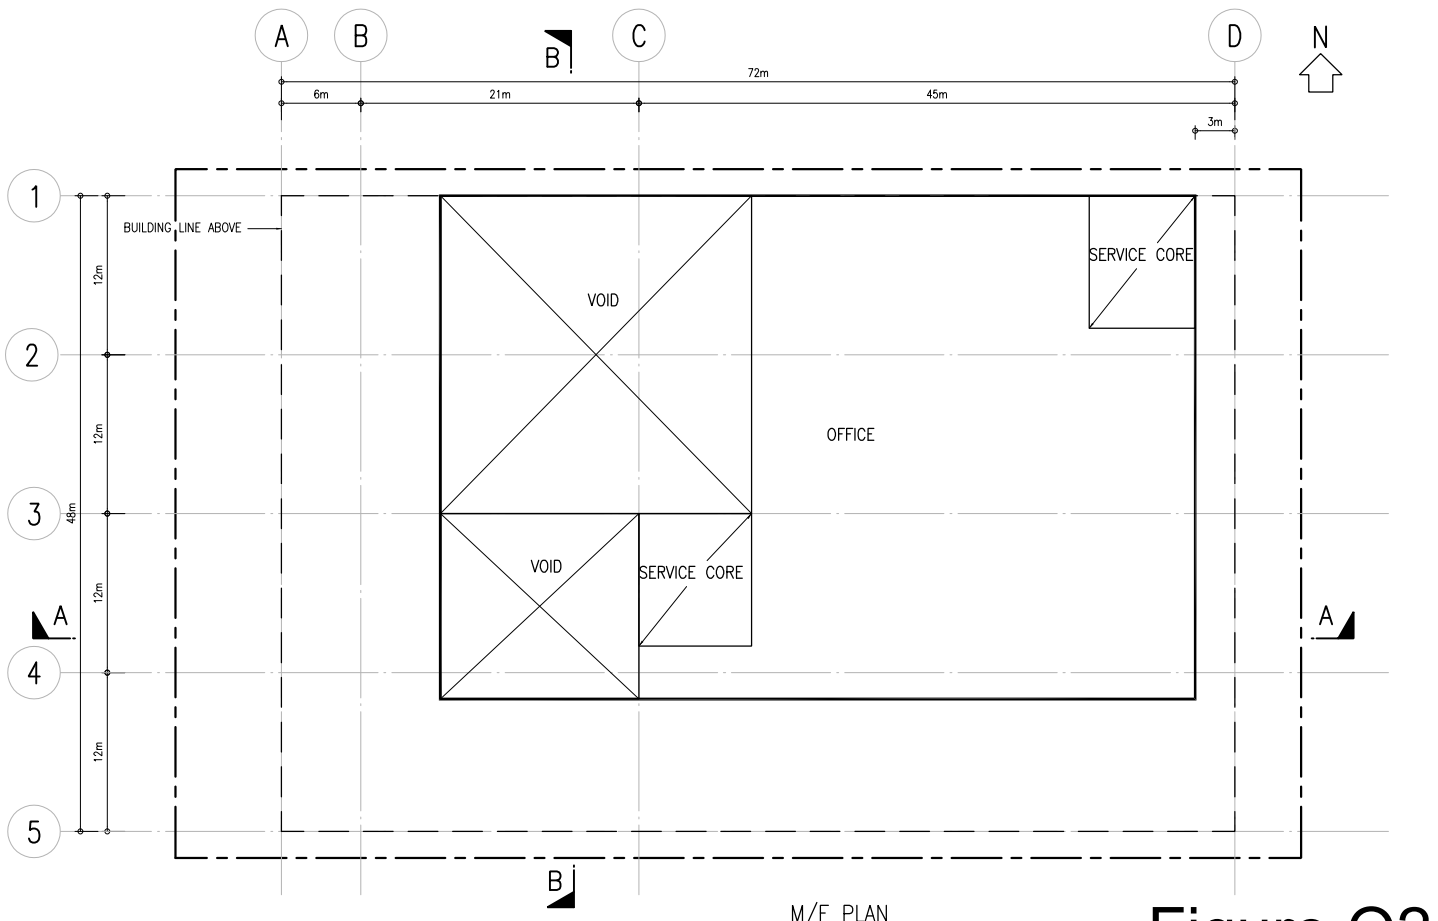 A B B C D N
72m
6m 21m 45m
3m
1
BUILDING LINE ABOVE
12m
SERVICE CORE
VOID
2
12m
OFFICE
3
48m
VOID
SERVICE CORE
12m
A A
4
12m
5
B
M/F PLAN